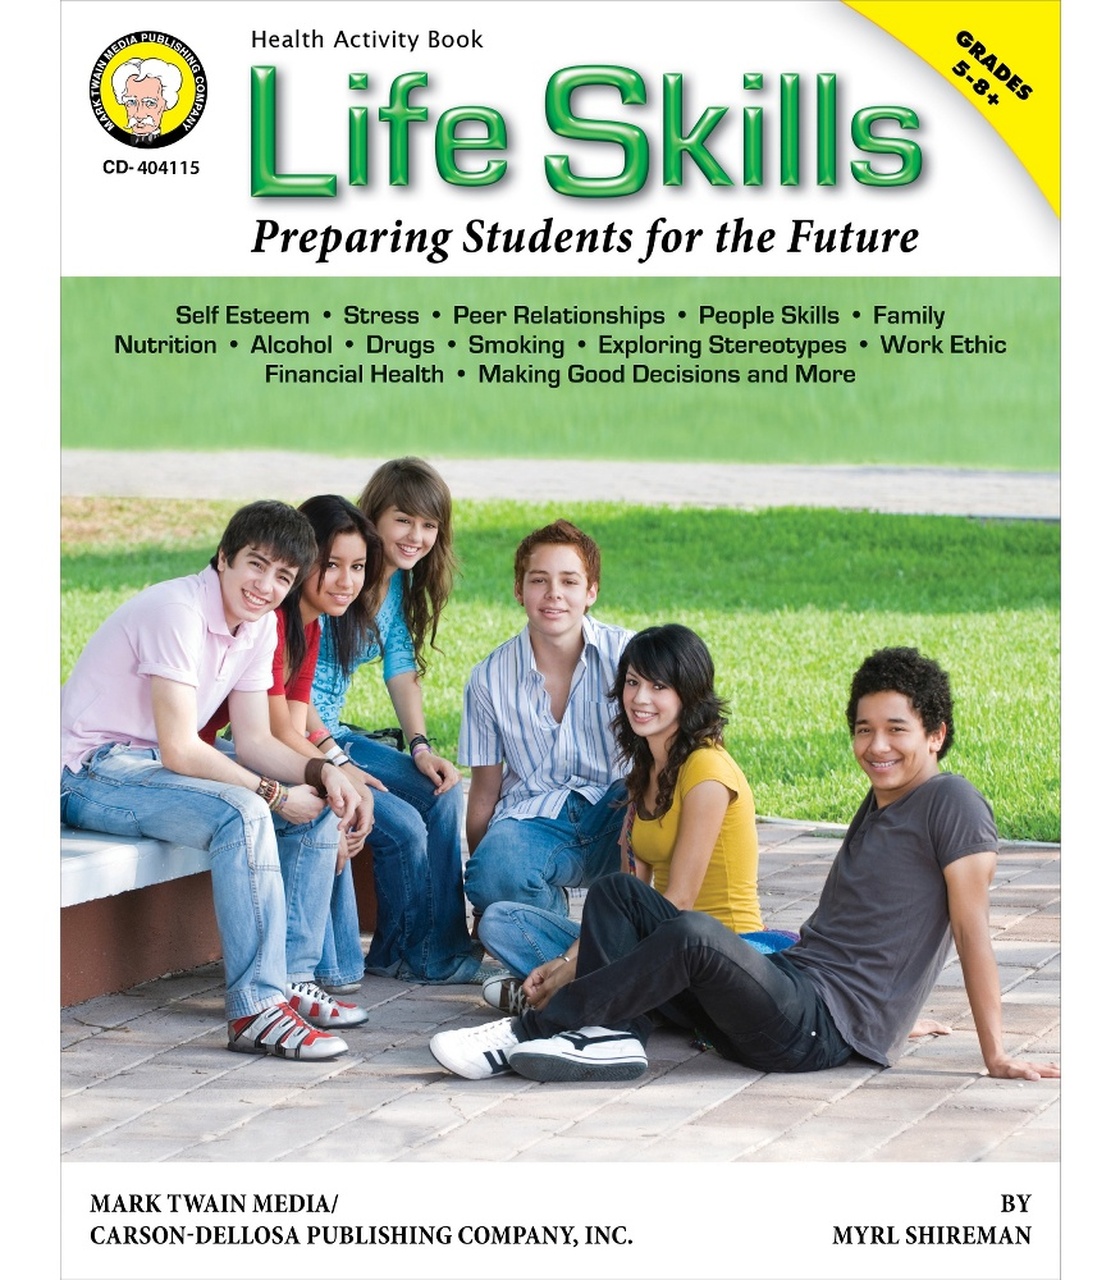 Health Activity Book
Life Skills
Preparing Students for the Future
GRADES
5-8+
MARK TWAIN MEDIA PUBLISHING COMPANY
CD-404115
Self Esteem • Stress • Peer Relationships • People Skills • Family
Nutrition • Alcohol • Drugs • Smoking • Exploring Stereotypes • Work Ethic
Financial Health • Making Good Decisions and More
MARK TWAIN MEDIA/
CARSON-DELLOSA PUBLISHING COMPANY, INC.
BY
MYRL SHIREMAN